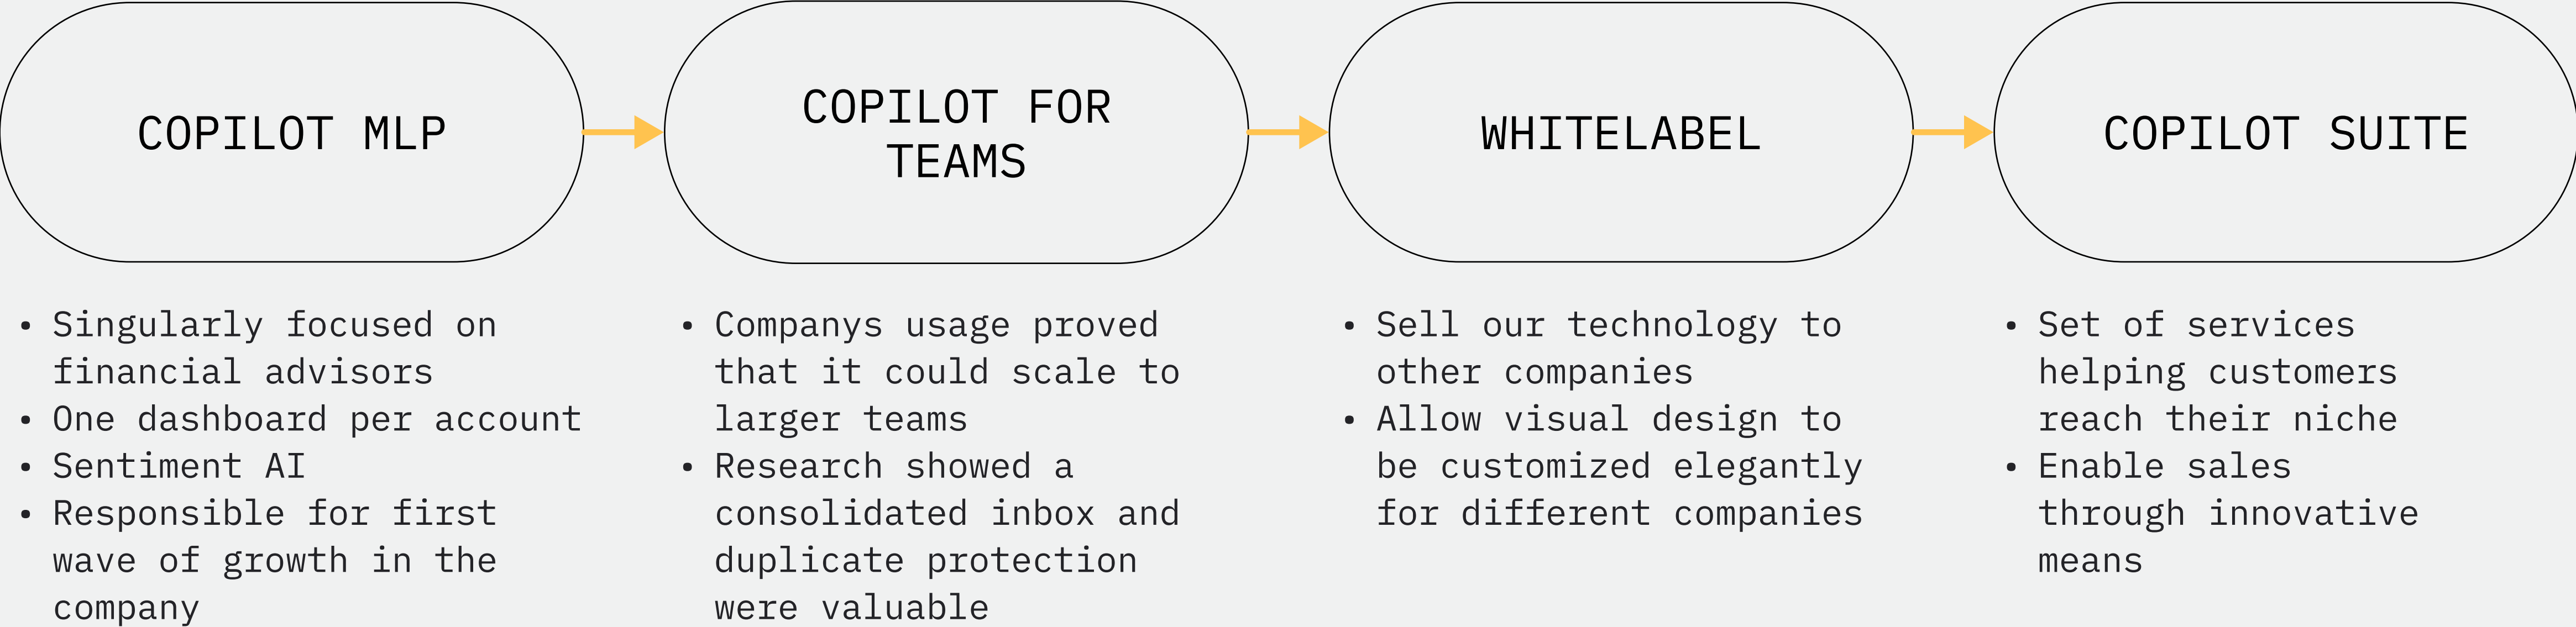 COPILOT MLP
COPILOT FOR
TEAMS
WHITELABEL
COPILOT SUITE
• Singularly focused on
financial advisors
• One dashboard per account
• Sentiment AI
• Responsible for first
wave of growth in the
company
• Companys usage proved
that it could scale to
larger teams
• Research showed a
consolidated inbox and
duplicate protection
were valuable
• Sell our technology to
other companies
• Allow visual design to
be customized elegantly
for different companies
• Set of services
helping customers
reach their niche
• Enable sales
through innovative
means